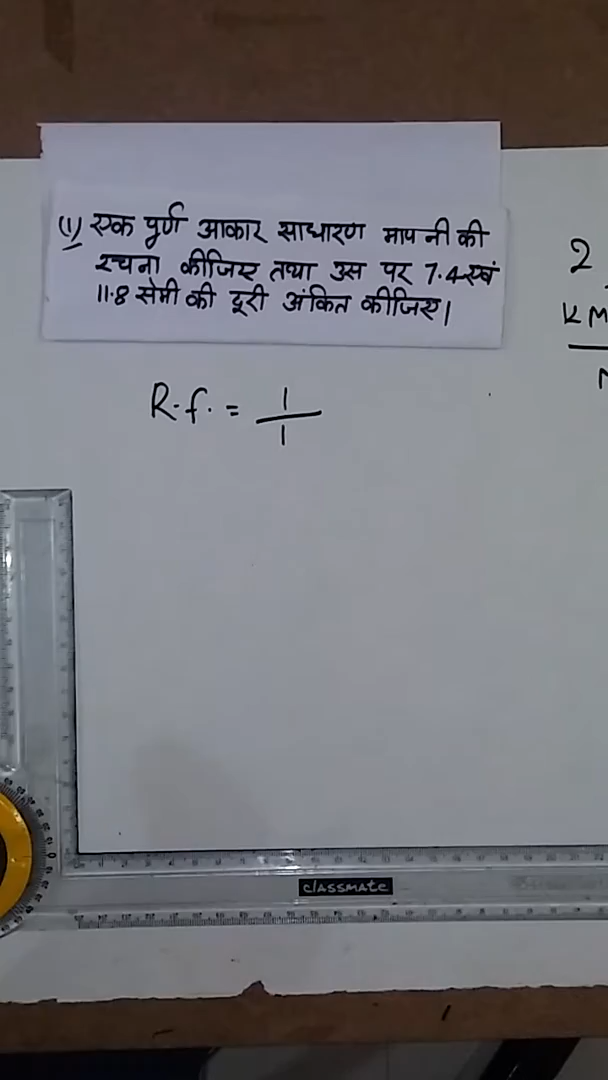 (1) एक पूर्ण आकार साधारण मापनी की
रचना कीजिए तथा उस पर 7.4 एवं
11.8 सेमी की दूरी अंकित कीजिए।
2
KM
R.f. = 1/1
CLASSMATE